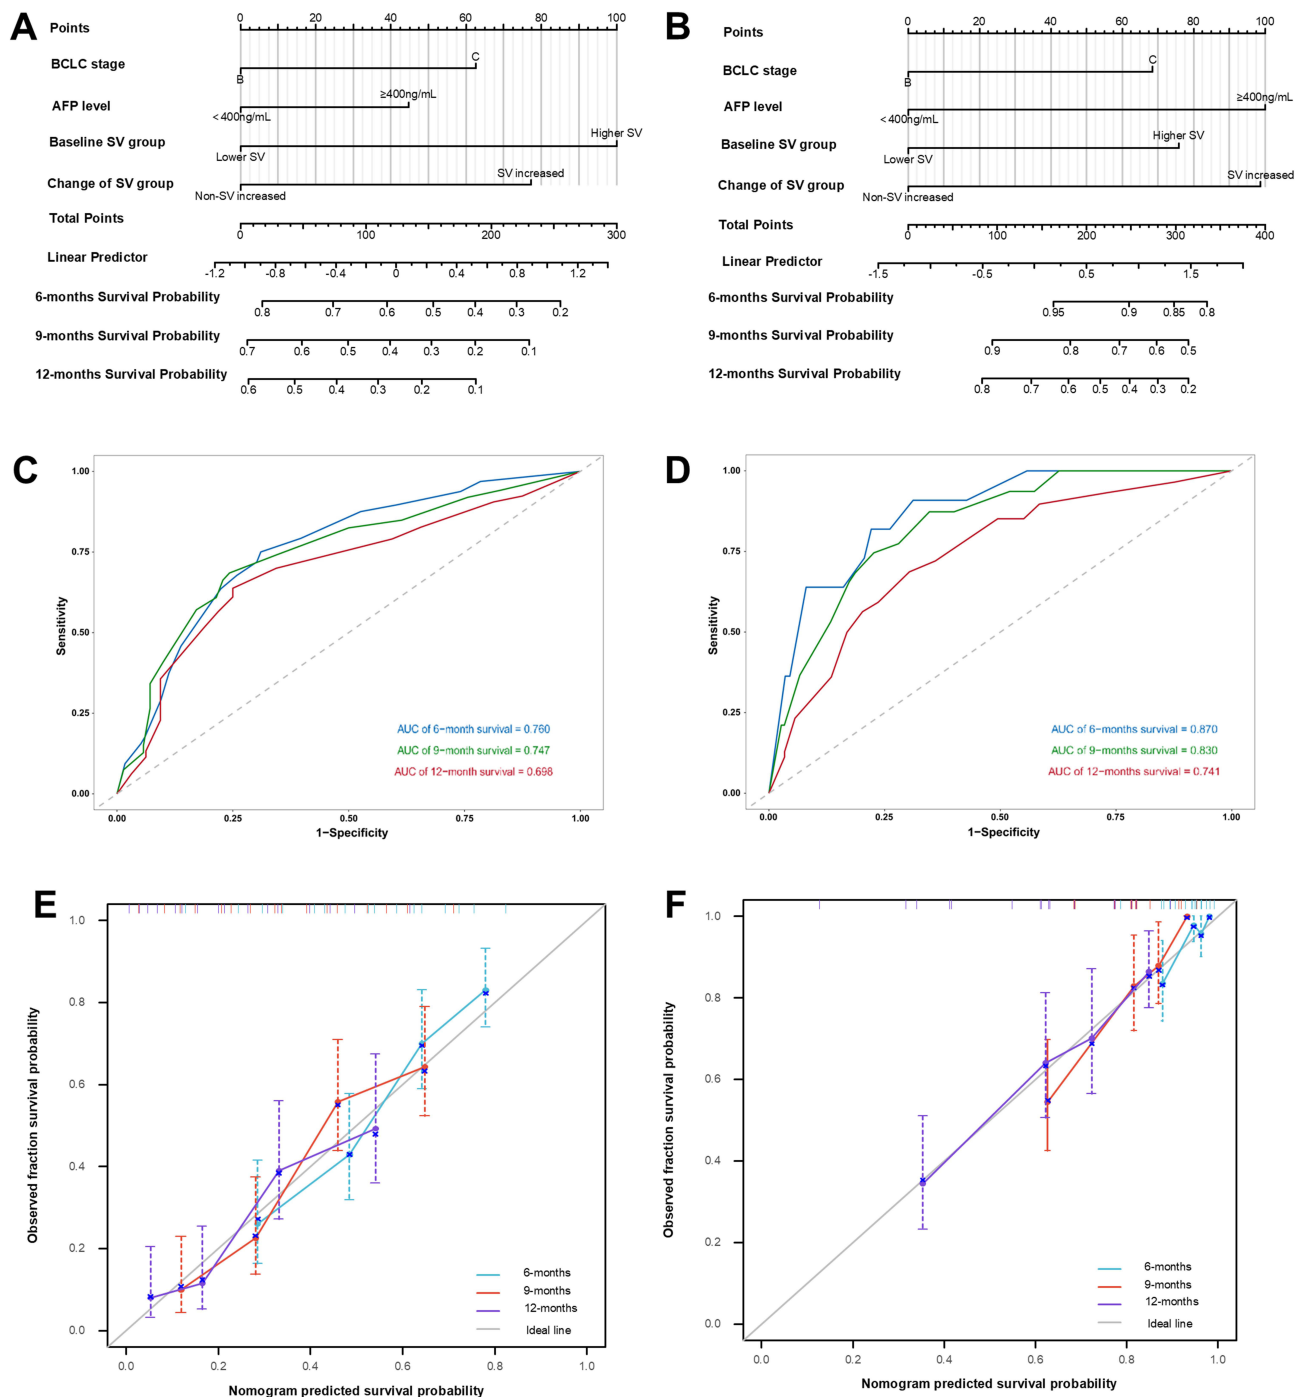 A
Points
0 20 40 60 80 100
BCLC stage
B
C
AFP level
<400ng/mL
≥400ng/mL
Baseline SV group
Lower SV
Higher SV
Change of SV group
Non-SV increased
SV increased
Total Points
0 100 200 300
Linear Predictor
-1.2 -0.8 -0.4 0 0.4 0.8 1.2
6-months Survival Probability
0.8 0.7 0.6 0.5 0.4 0.3 0.2
9-months Survival Probability
0.7 0.6 0.5 0.4 0.3 0.2 0.1
12-months Survival Probability
0.6 0.5 0.4 0.3 0.2 0.1
B
Points
0 20 40 60 80 100
BCLC stage
B
C
AFP level
<400ng/mL
≥400ng/mL
Baseline SV group
Lower SV
Higher SV
Change of SV group
Non-SV increased
SV increased
Total Points
0 100 200 300 400
Linear Predictor
-1.5 -0.5 0.5 1.5
6-months Survival Probability
0.95 0.9 0.85 0.8
9-months Survival Probability
0.9 0.8 0.7 0.6 0.5
12-months Survival Probability
0.8 0.7 0.6 0.5 0.4 0.3 0.2
C
Sensitivity
1.00
0.75
0.50
0.25
0.00
AUC of 6−month survival = 0.760
AUC of 9−month survival = 0.747
AUC of 12−month survival = 0.698
0.00 0.25 0.50 0.75 1.00
1−Specificity
D
Sensitivity
1.00
0.75
0.50
0.25
0.00
AUC of 6−months survival = 0.870
AUC of 9−months survival = 0.830
AUC of 12−months survival = 0.741
0.00 0.25 0.50 0.75 1.00
1−Specificity
E
Observed fraction survival probability
1.0
0.8
0.6
0.4
0.2
0.0
6-months
9-months
12-months
Ideal line
0.0 0.2 0.4 0.6 0.8 1.0
Nomogram predicted survival probability
F
Observed fraction survival probability
1.0
0.8
0.6
0.4
0.2
0.0
6-months
9-months
12-months
Ideal line
0.0 0.2 0.4 0.6 0.8 1.0
Nomogram predicted survival probability